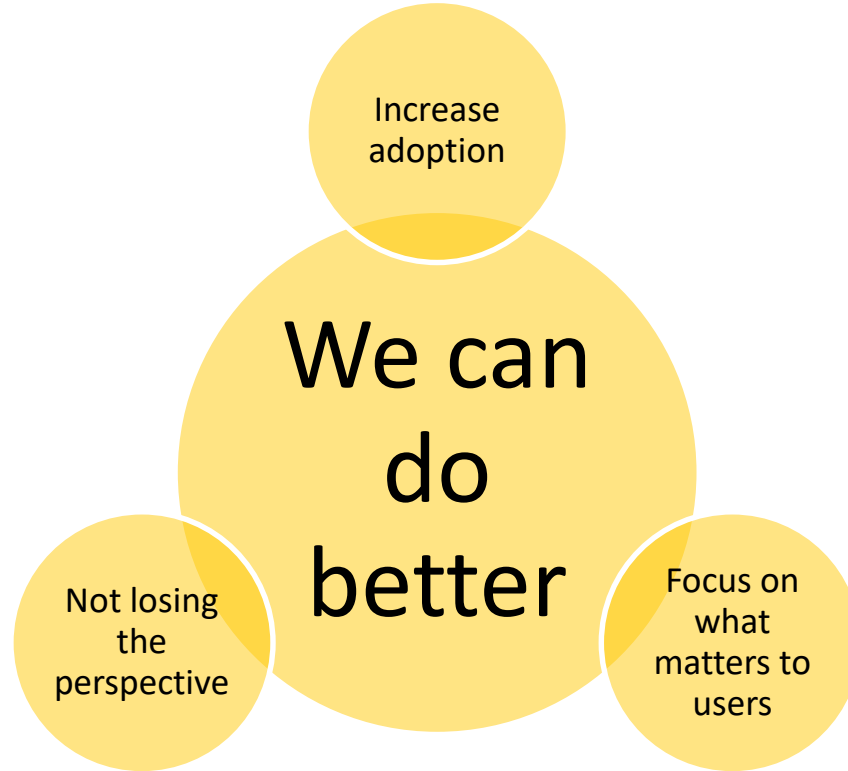 Increase
adoption
We can
do
better
Not losing
the
perspective
Focus on
what
matters to
users